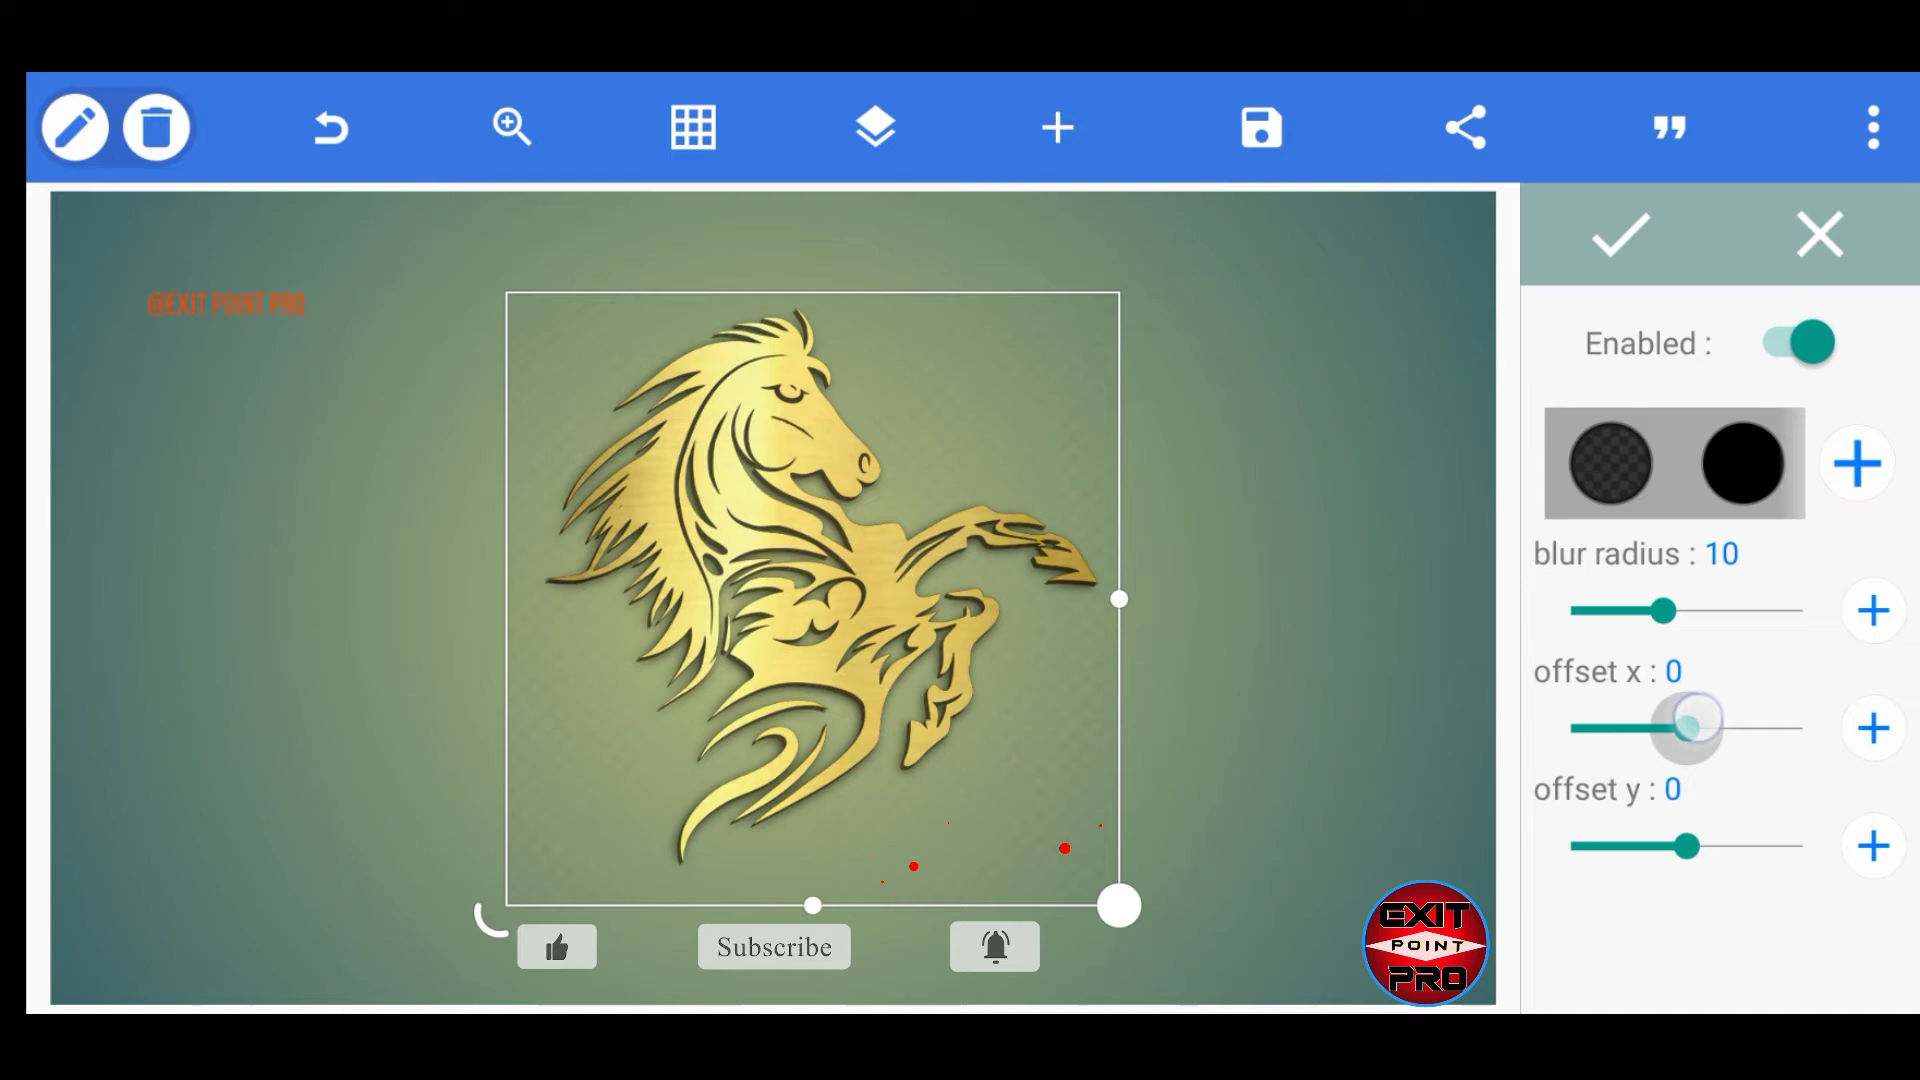 @EXIT POINT PRO
Enabled :
blur radius : 10
offset x : 0
offset y : 0
Subscribe
EXIT
POINT
PRO